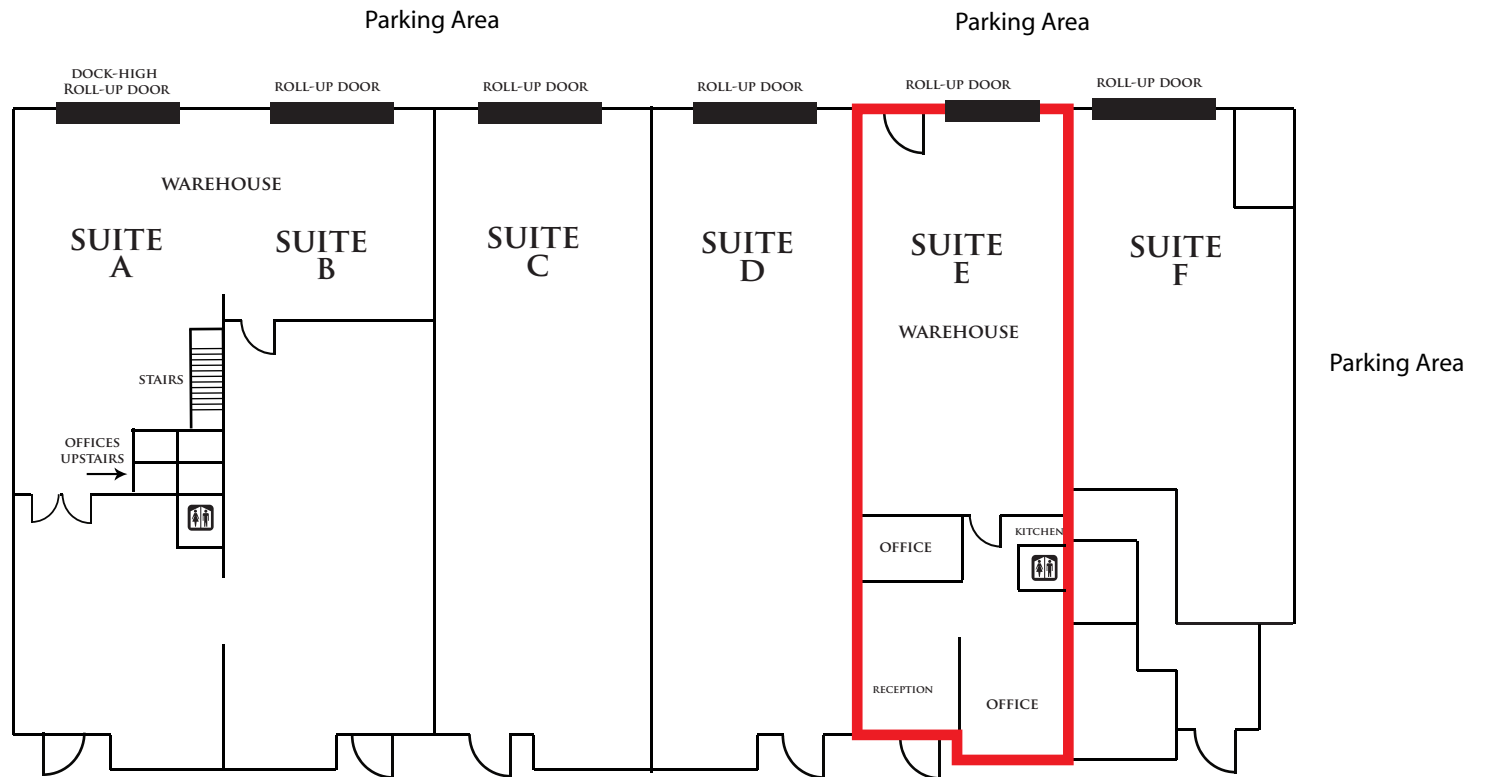 Parking Area
Parking Area
DOCK-HIGH
ROLL-UP DOOR
ROLL-UP DOOR
ROLL-UP DOOR
ROLL-UP DOOR
ROLL-UP DOOR
ROLL-UP DOOR
WAREHOUSE
SUITE
A
SUITE
B
SUITE
C
SUITE
D
SUITE
E
SUITE
F
WAREHOUSE
Parking Area
STAIRS
OFFICES
UPSTAIRS
OFFICE
KITCHEN
RECEPTION
OFFICE